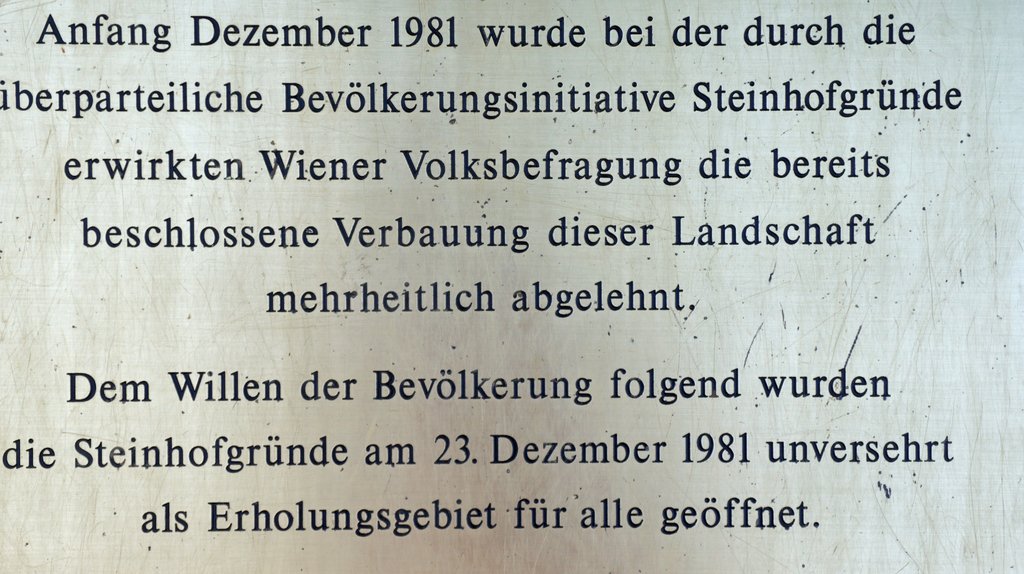 Anfang Dezember 1981 wurde bei der durch die
überparteiliche Bevölkerungsinitiative Steinhofgründe
erwirkten Wiener Volksbefragung die bereits
beschlossene Verbauung dieser Landschaft
mehrheitlich abgelehnt.
Dem Willen der Bevölkerung folgend wurden
die Steinhofgründe am 23. Dezember 1981 unversehrt
als Erholungsgebiet für alle geöffnet.